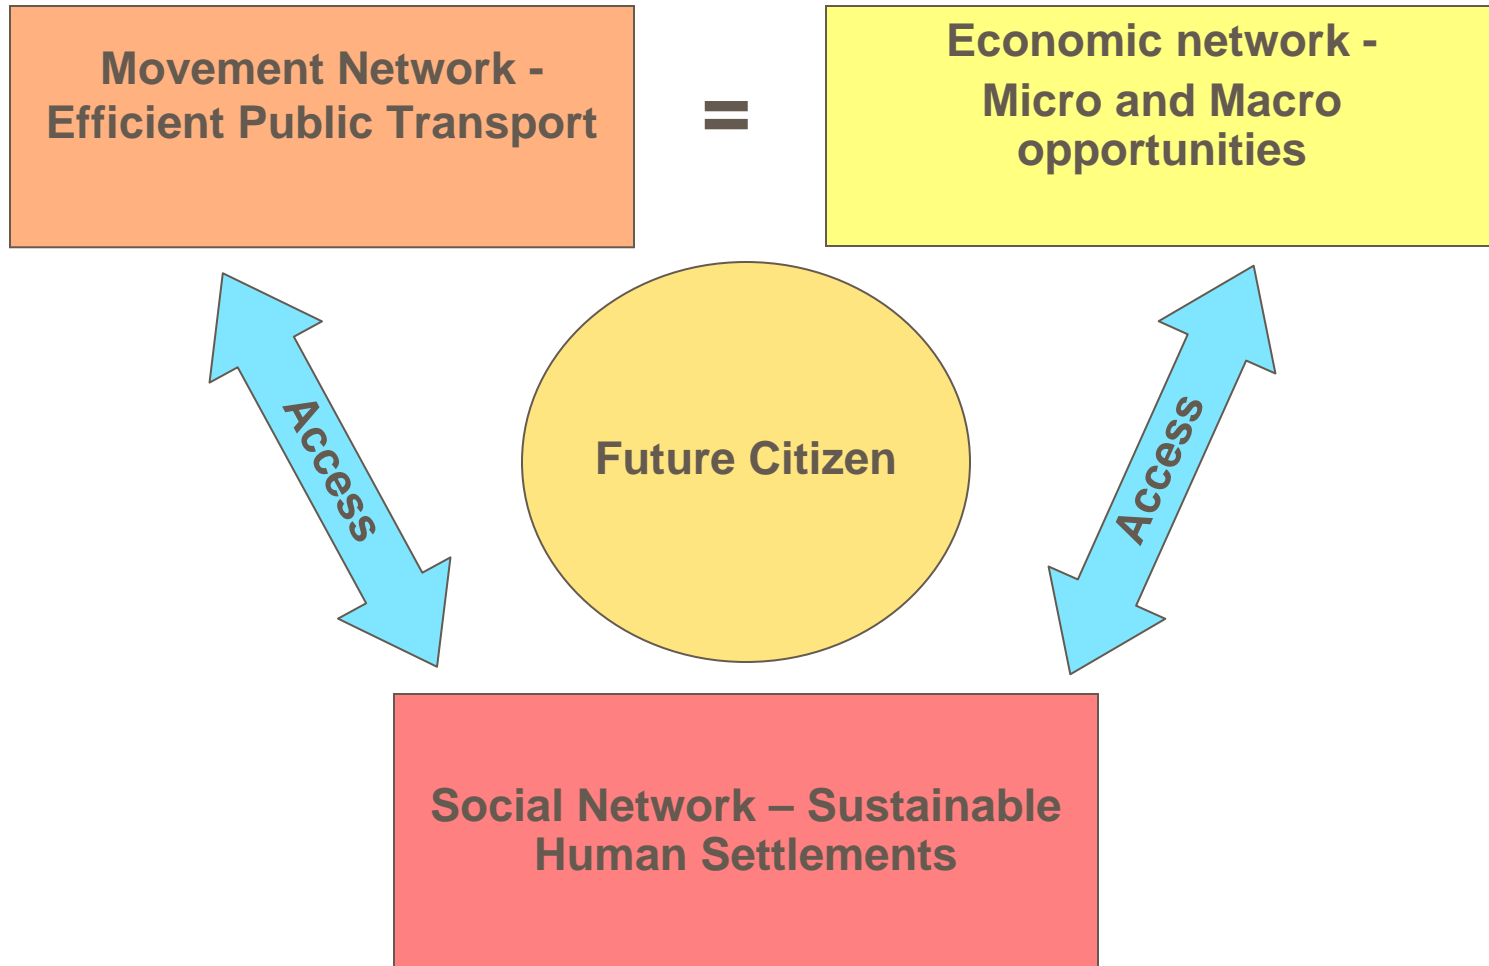 Movement Network -
Efficient Public Transport
=
Economic network -
Micro and Macro
opportunities
Access
Future Citizen
Access
Social Network – Sustainable
Human Settlements